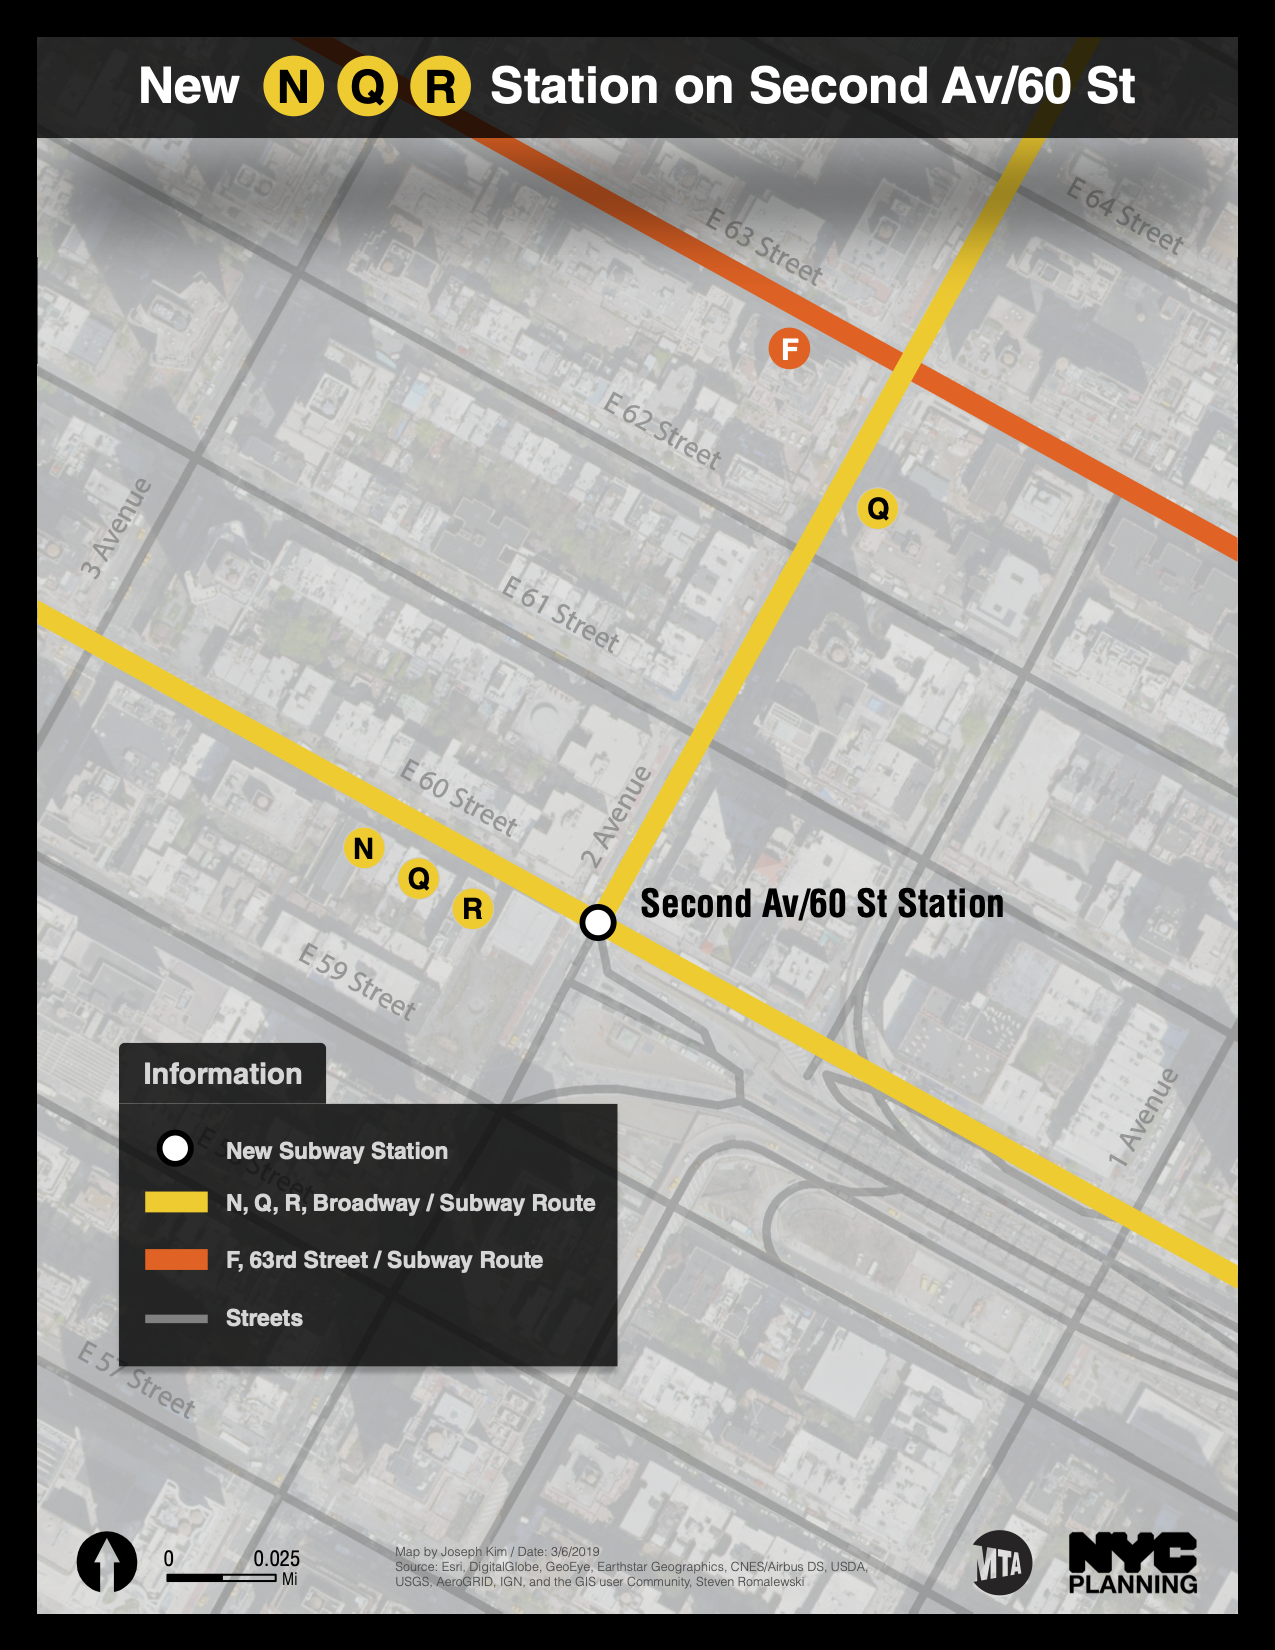 New N Q R Station on Second Av/60 St
E 64 Street
E 63 Street
F
E 62 Street
3 Avenue
Q
E 61 Street
E 60 Street
2 Avenue
N
Q
R
Second Av/60 St Station
E 59 Street
1 Avenue
Information
New Subway Station
N, Q, R, Broadway / Subway Route
F, 63rd Street / Subway Route
Streets
E 57 Street
0 0.025
Mi
Map by Joseph Kim / Date: 3/6/2019
Source: Esri, DigitalGlobe, GeoEye, Earthstar Geographics, CNES/Airbus DS, USDA,
USGS, AeroGRID, IGN, and the GIS user Community, Steven Romalewski
MTA
NYC
PLANNING